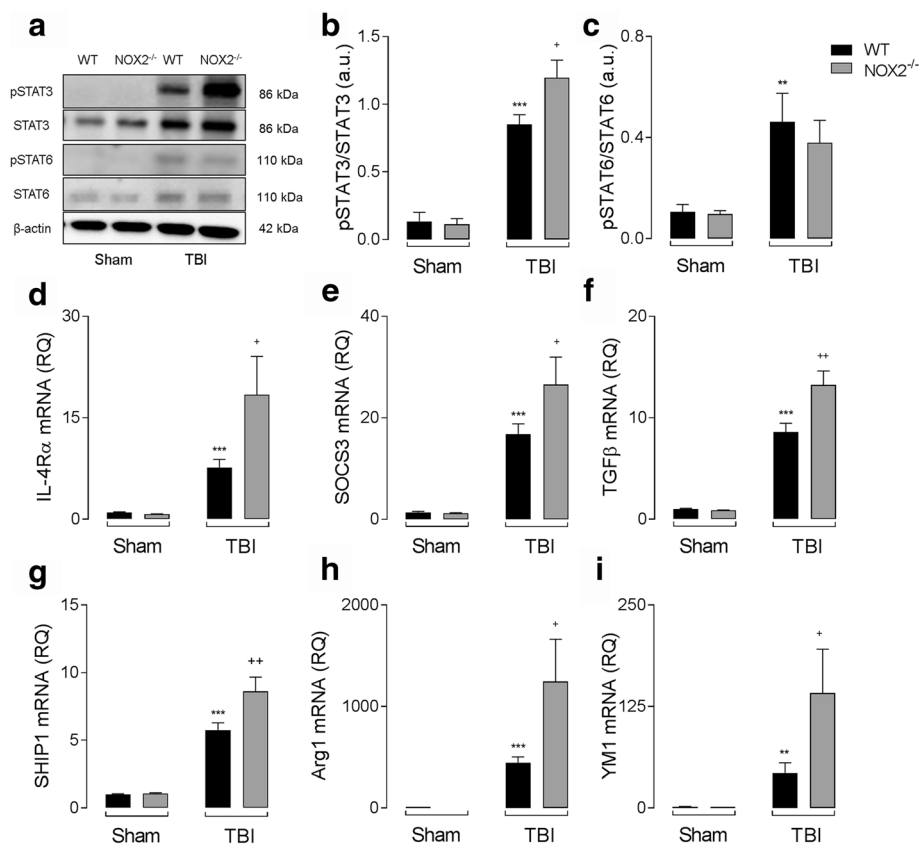 a
WT NOX2-/- WT NOX2-/-
pSTAT3 86 kDa
STAT3 86 kDa
pSTAT6 110 kDa
STAT6 110 kDa
β-actin 42 kDa
Sham TBI
b
pSTAT3/STAT3 (a.u.)
1.5
1.0
0.5
0.0
***
+
Sham TBI
c
pSTAT6/STAT6 (a.u.)
0.8
0.4
0.0
**
Sham TBI
WT
NOX2-/-
d
IL-4Rα mRNA (RQ)
30
15
0
***
+
Sham TBI
e
SOCS3 mRNA (RQ)
40
20
0
***
+
Sham TBI
f
TGFβ mRNA (RQ)
20
10
0
***
++
Sham TBI
g
SHIP1 mRNA (RQ)
15
10
5
0
***
++
Sham TBI
h
Arg1 mRNA (RQ)
2000
1000
0
***
+
Sham TBI
i
YM1 mRNA (RQ)
250
125
0
**
+
Sham TBI